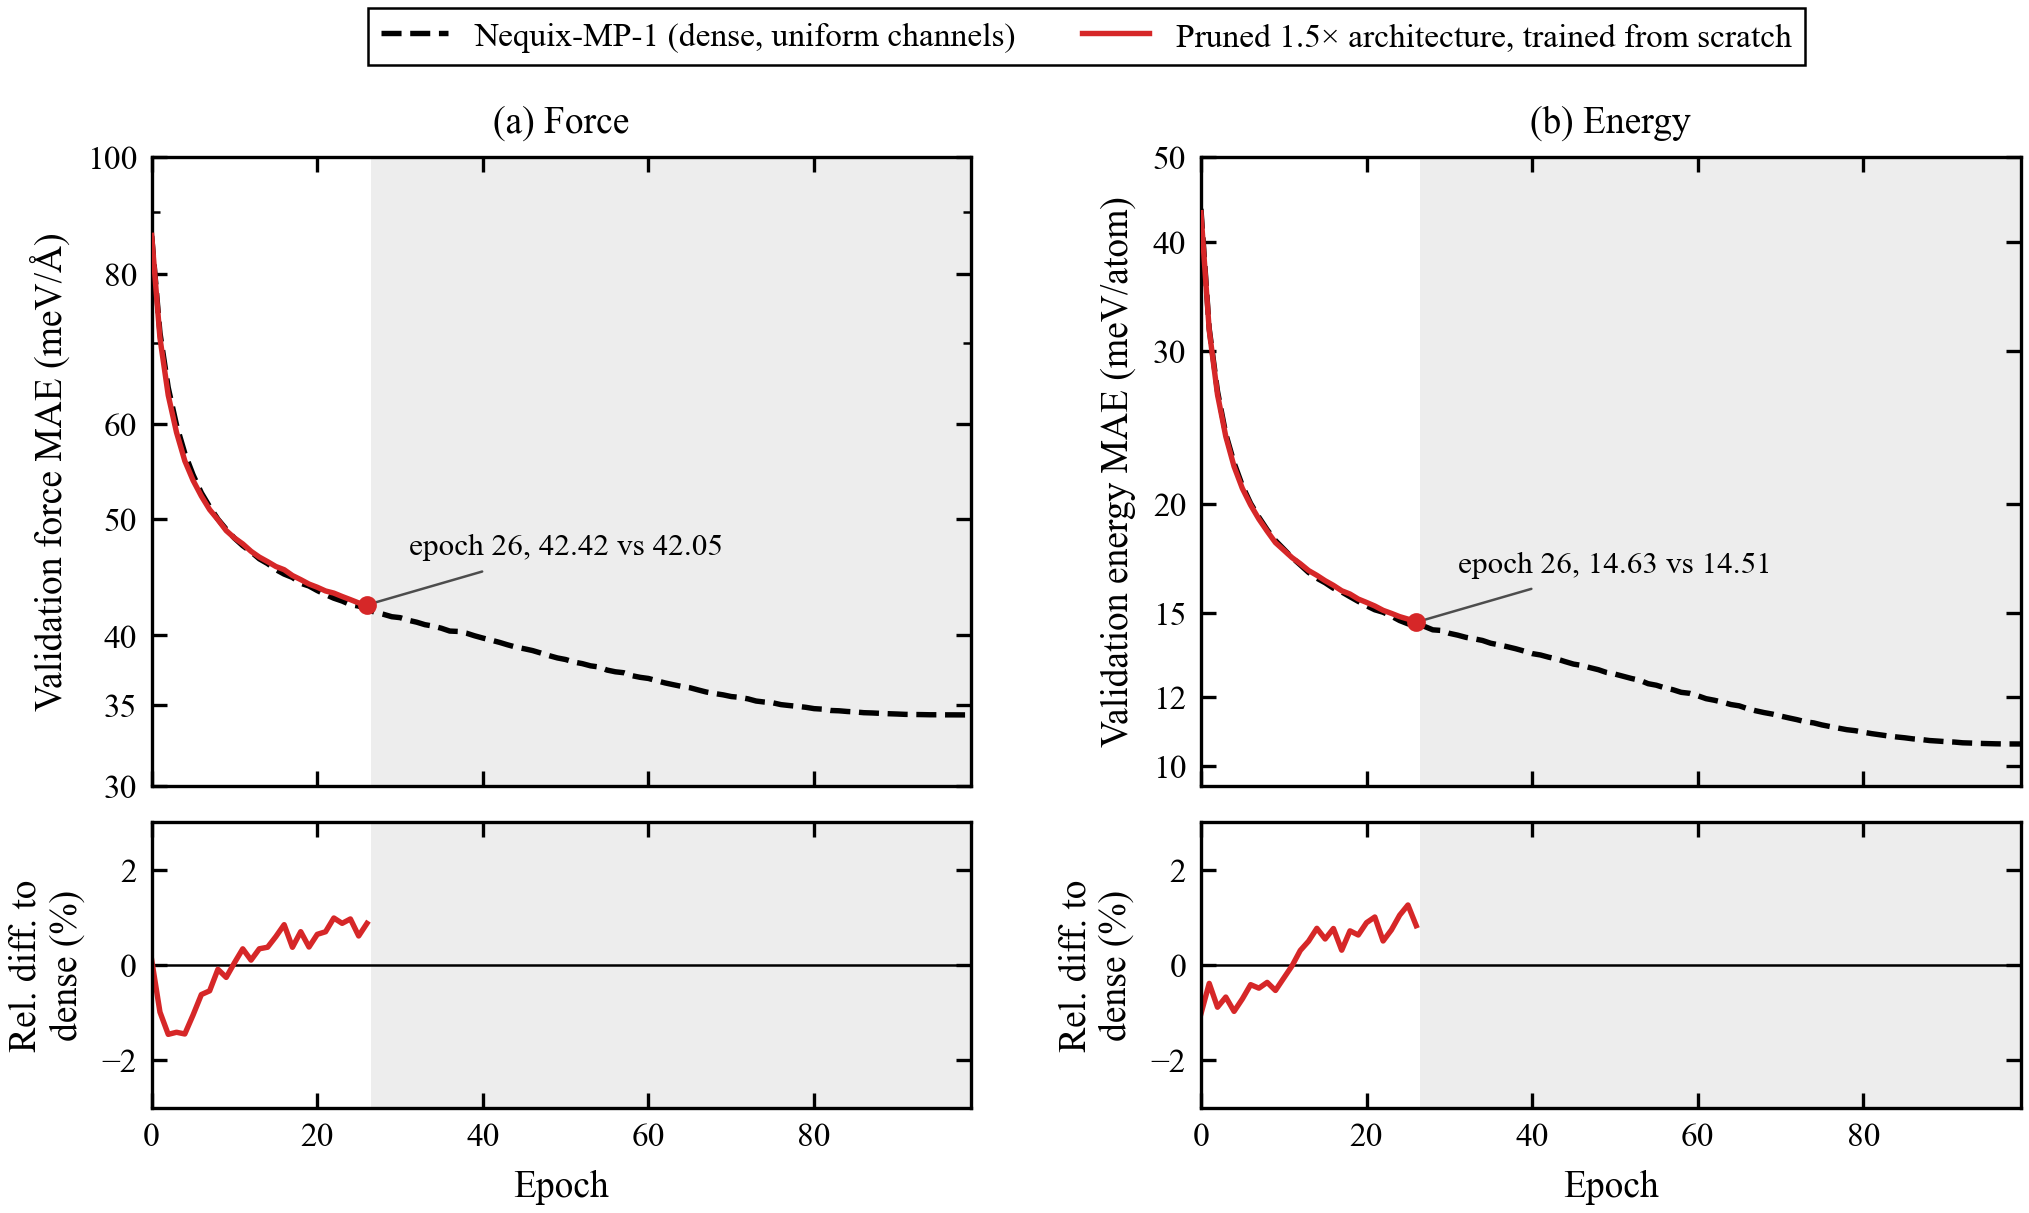 Nequix-MP-1 (dense, uniform channels)
Pruned 1.5× architecture, trained from scratch
(a) Force
100
80
60
50
40
35
30
Validation force MAE (meV/Å)
epoch 26, 42.42 vs 42.05
2
0
−2
Rel. diff. to
dense (%)
0 20 40 60 80
Epoch
(b) Energy
50
40
30
20
15
12
10
Validation energy MAE (meV/atom)
epoch 26, 14.63 vs 14.51
2
0
−2
Rel. diff. to
dense (%)
0 20 40 60 80
Epoch